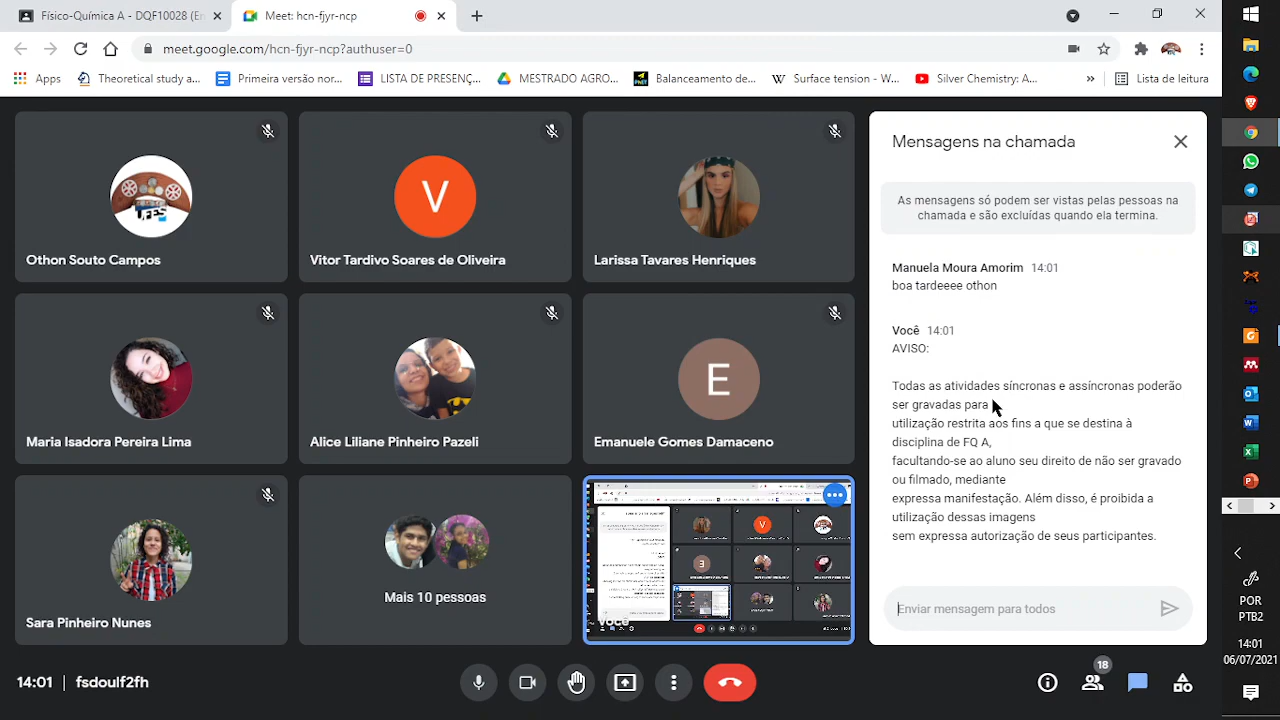 Físico-Química A - DQF10028 (En
Meet: hcn-fjyr-ncp
meet.google.com/hcn-fjyr-ncp?authuser=0
Apps
Theoretical study a...
Primeira versão nor...
LISTA DE PRESENÇ...
MESTRADO AGRO...
Balanceamento de...
Surface tension - W...
Silver Chemistry: A...
»
Lista de leitura
UFES
Othon Souto Campos
V
Vitor Tardivo Soares de Oliveira
Larissa Tavares Henriques
Maria Isadora Pereira Lima
Alice Liliane Pinheiro Pazeli
E
Emanuele Gomes Damaceno
Sara Pinheiro Nunes
Mais 10 pessoas
Você
Mensagens na chamada
As mensagens só podem ser vistas pelas pessoas na
chamada e são excluídas quando ela termina.
Manuela Moura Amorim 14:01
boa tardeeee othon
Você 14:01
AVISO:
Todas as atividades síncronas e assíncronas poderão
ser gravadas para
utilização restrita aos fins a que se destina à
disciplina de FQ A,
facultando-se ao aluno seu direito de não ser gravado
ou filmado, mediante
expressa manifestação. Além disso, é proibida a
utilização dessas imagens
sem expressa autorização de seus participantes.
Enviar mensagem para todos
14:01 | fsdoulf2fh
18
POR
PTB2
14:01
06/07/2021